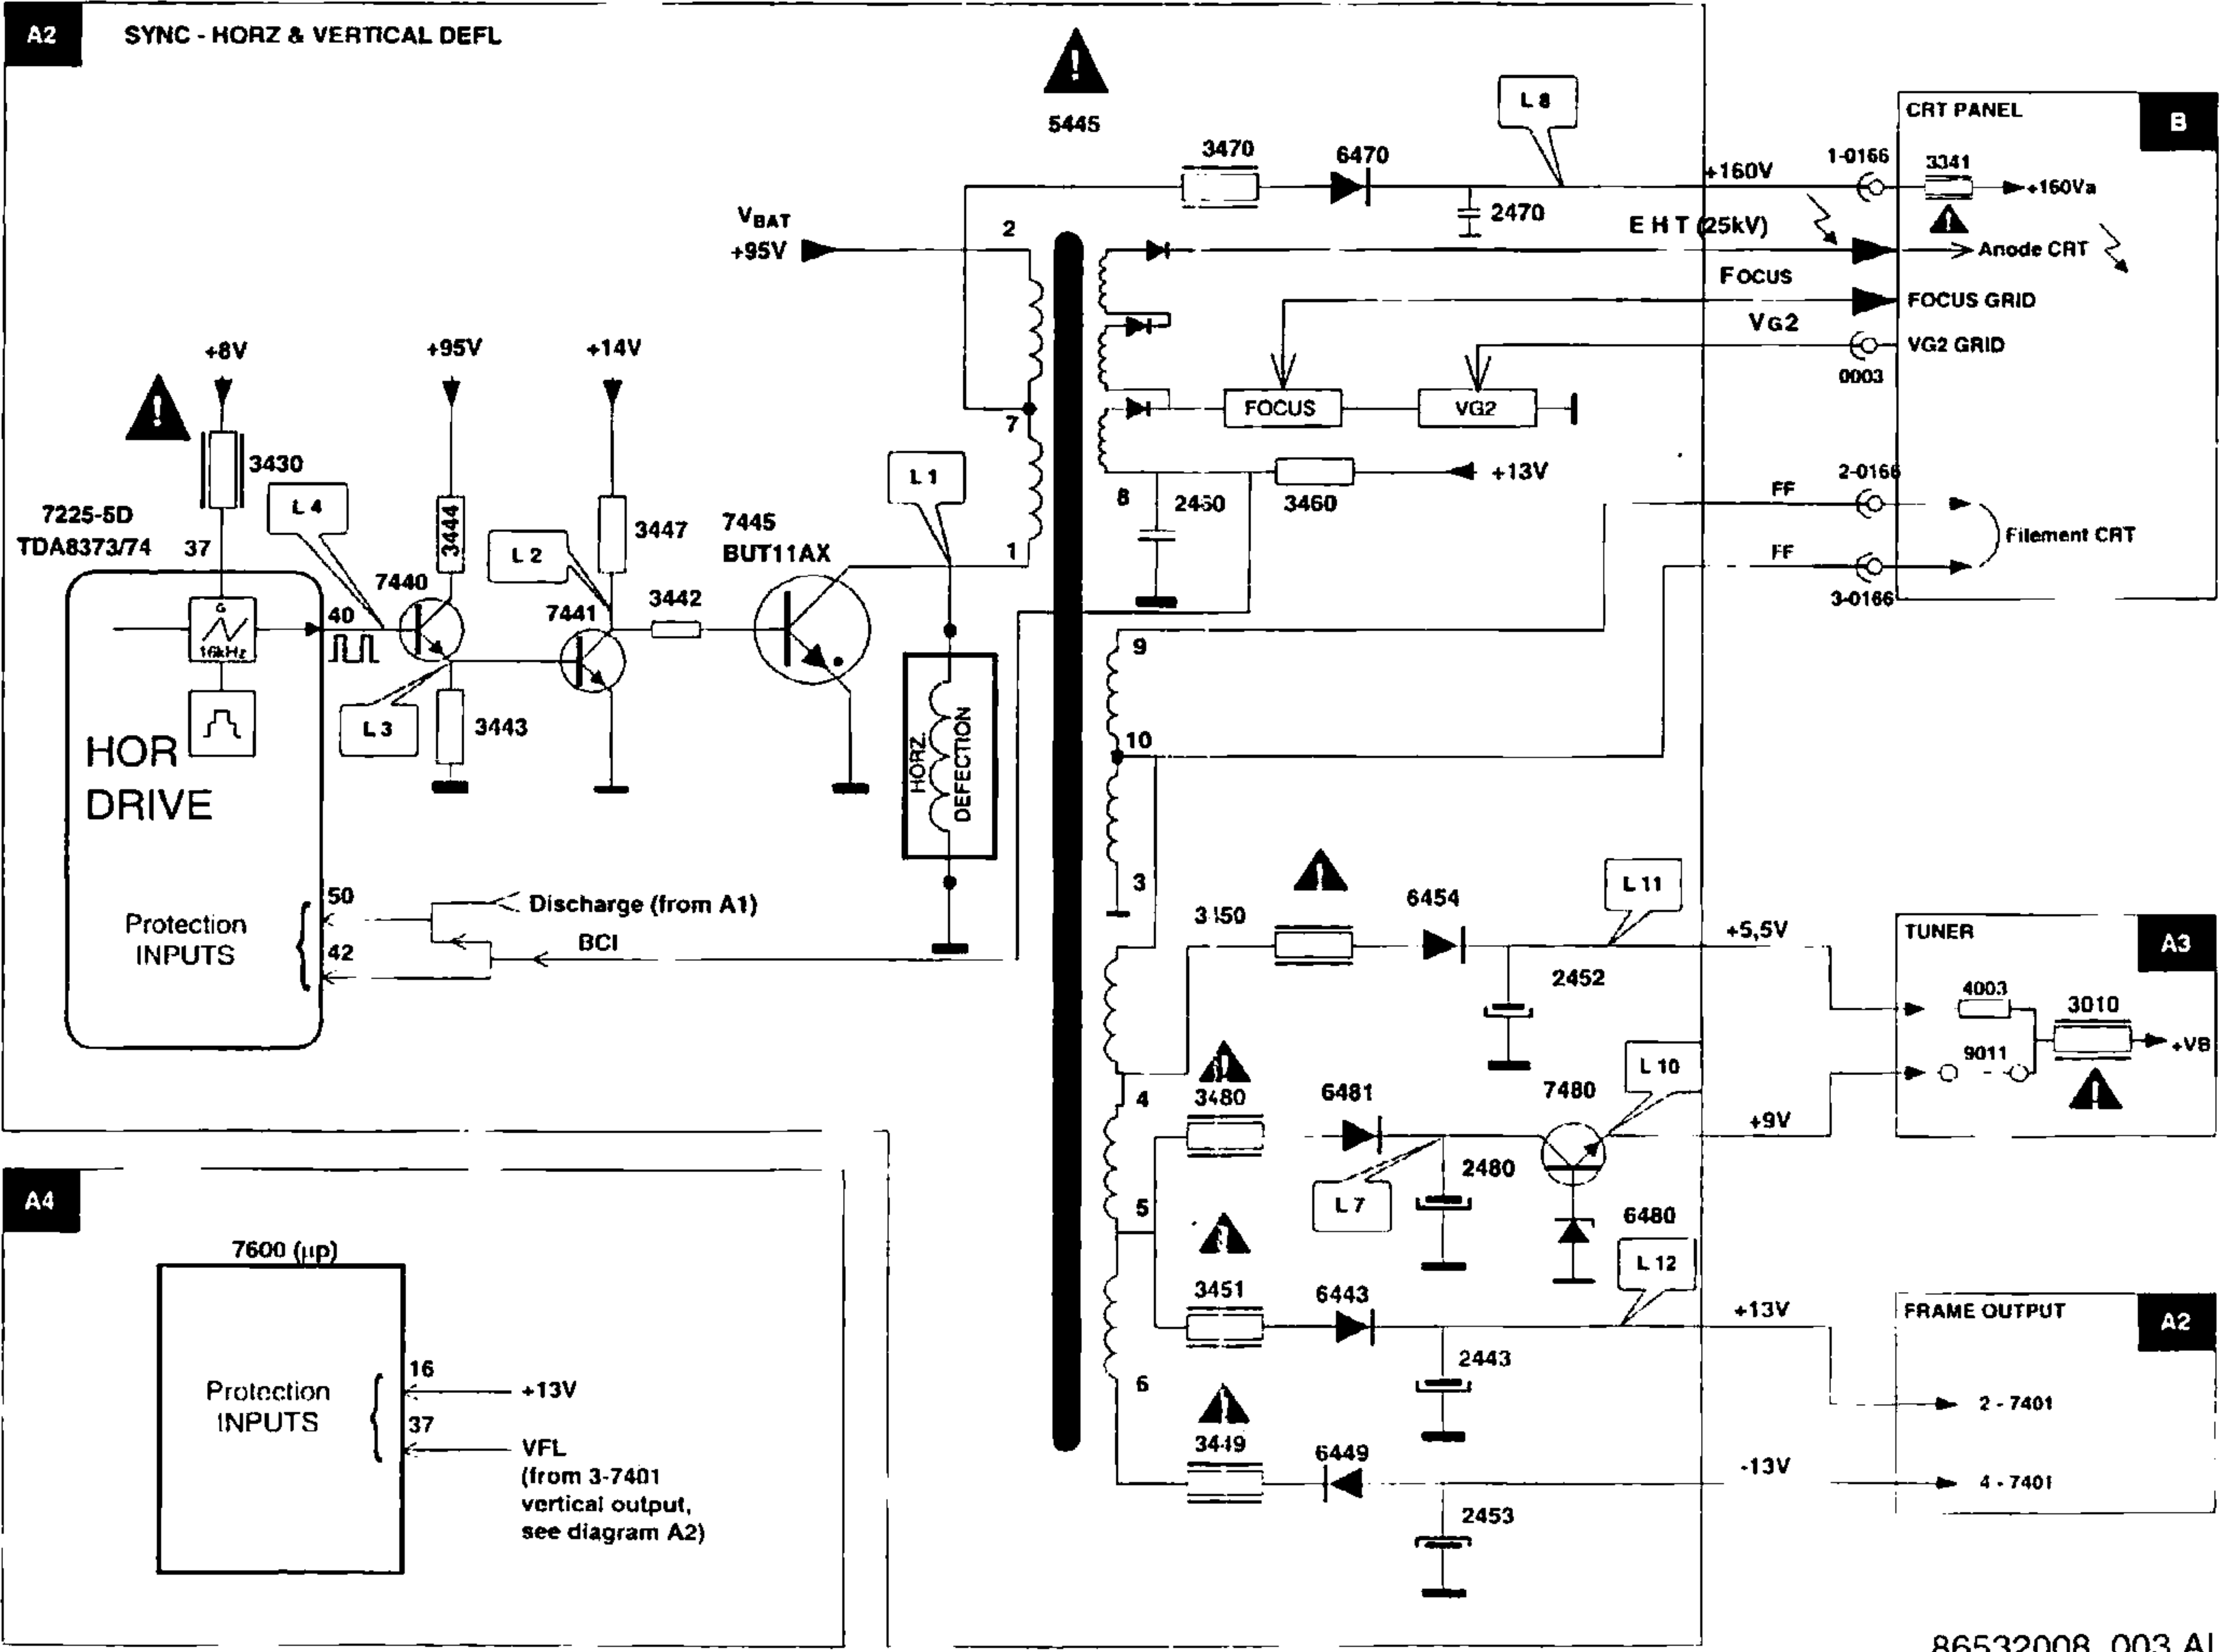 A2
SYNC - HORZ & VERTICAL DEFL
!
5445
L 8
CRT PANEL
B
3470
6470
+160V
1-0166
3341
+160Va
2470
E H T (25kV)
Anode CRT
VBAT
+95V
2
FOCUS
FOCUS GRID
VG2
VG2 GRID
0003
+8V
+95V
+14V
!
7
FOCUS
VG2
3430
L 4
L 1
8
2460
3460
+13V
2-0166
FF
7225-5D
TDA8373/74
37
3444
L 2
3447
7445
BUT11AX
1
Filement CRT
FF
3-0166
7440
7441
3442
G
16kHz
40
9
L 3
3443
10
HOR
DRIVE
HORZ.
DEFECTION
3
Protection
INPUTS
50
42
Discharge (from A1)
BCI
3450
6454
L 11
+5,5V
2452
TUNER
A3
4003
3010
9011
+VB
4
3480
6481
7480
L 10
+9V
5
L 7
2480
6480
L 12
3451
6443
+13V
2443
FRAME OUTPUT
A2
2 - 7401
6
3449
6449
-13V
4 - 7401
2453
A4
7600 (µp)
Protection
INPUTS
16
+13V
37
VFL
(from 3-7401
vertical output,
see diagram A2)